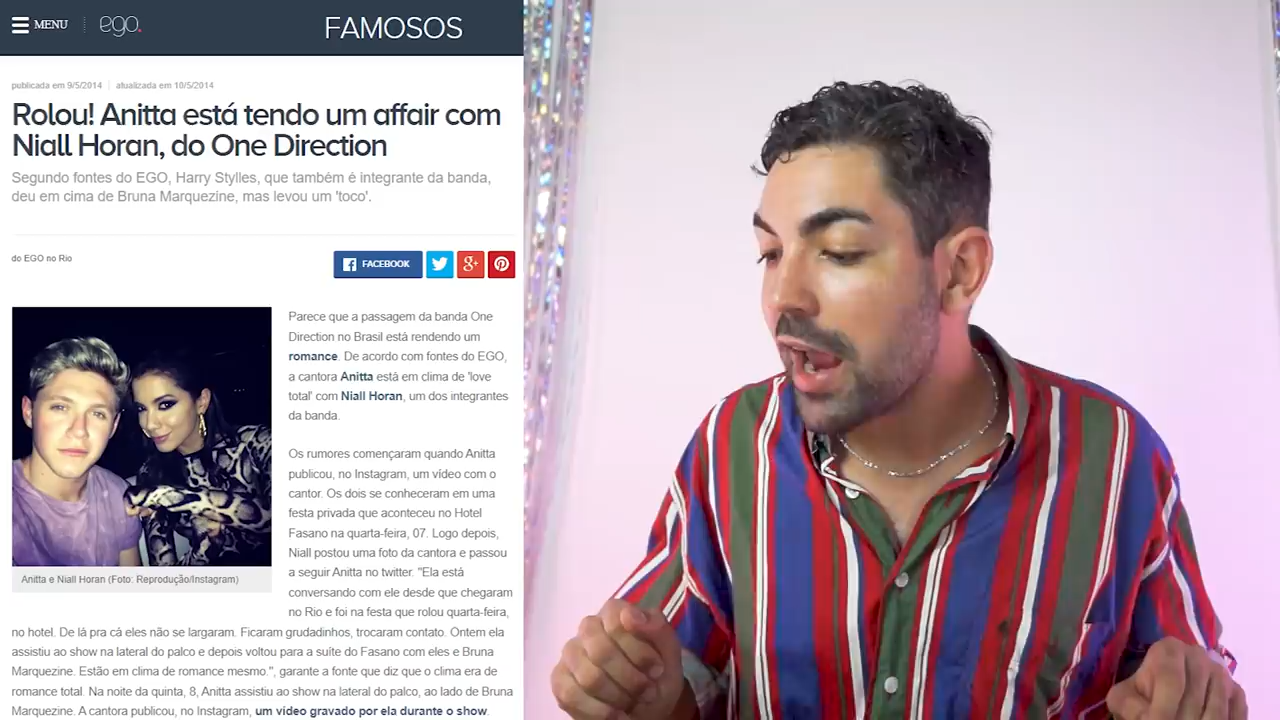 MENU
ego.
FAMOSOS
publicada em 9/5/2014
atualizada em 10/5/2014
Rolou! Anitta está tendo um affair com
Niall Horan, do One Direction
Segundo fontes do EGO, Harry Stylles, que também é integrante da banda,
deu em cima de Bruna Marquezine, mas levou um 'toco'.
do EGO no Rio
FACEBOOK
g+
Parece que a passagem da banda One
Direction no Brasil está rendendo um
romance. De acordo com fontes do EGO,
a cantora Anitta está em clima de 'love
total' com Niall Horan, um dos integrantes
da banda.
Os rumores començaram quando Anitta
publicou, no Instagram, um vídeo com o
cantor. Os dois se conheceram em uma
festa privada que aconteceu no Hotel
Fasano na quarta-feira, 07. Logo depois,
Niall postou uma foto da cantora e passou
a seguir Anitta no twitter. "Ela está
conversando com ele desde que chegaram
no Rio e foi na festa que rolou quarta-feira,
no hotel. De lá pra cá eles não se largaram. Ficaram grudadinhos, trocaram contato. Ontem ela
assistiu ao show na lateral do palco e depois voltou para a suíte do Fasano com eles e Bruna
Marquezine. Estão em clima de romance mesmo.", garante a fonte que diz que o clima era de
romance total. Na noite da quinta, 8, Anitta assistiu ao show na lateral do palco, ao lado de Bruna
Marquezine. A cantora publicou, no Instagram, um vídeo gravado por ela durante o show.
Anitta e Niall Horan (Foto: Reprodução/Instagram)